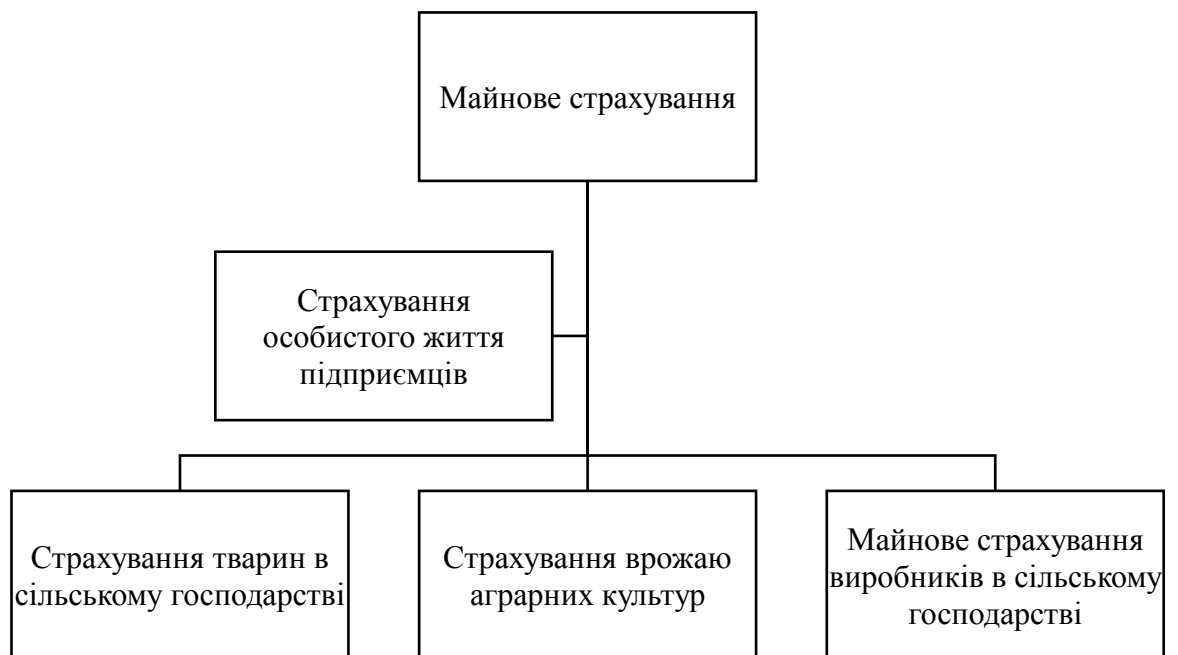 Майнове страхування
Страхування
особистого життя
підприємців
Страхування тварин в
сільському господарстві
Страхування врожаю
аграрних культур
Майнове страхування
виробників в сільському
господарстві